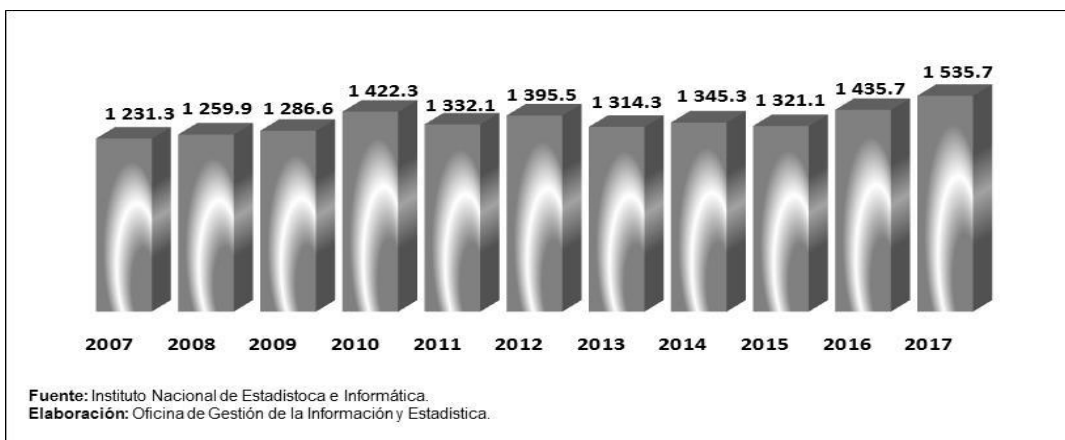 1 231.3 1 259.9 1 286.6 1 422.3 1 332.1 1 395.5 1 314.3 1 345.3 1 321.1 1 435.7 1 535.7
2007 2008 2009 2010 2011 2012 2013 2014 2015 2016 2017
Fuente: Instituto Nacional de Estadístoca e Informática.
Elaboración: Oficina de Gestión de la Información y Estadística.